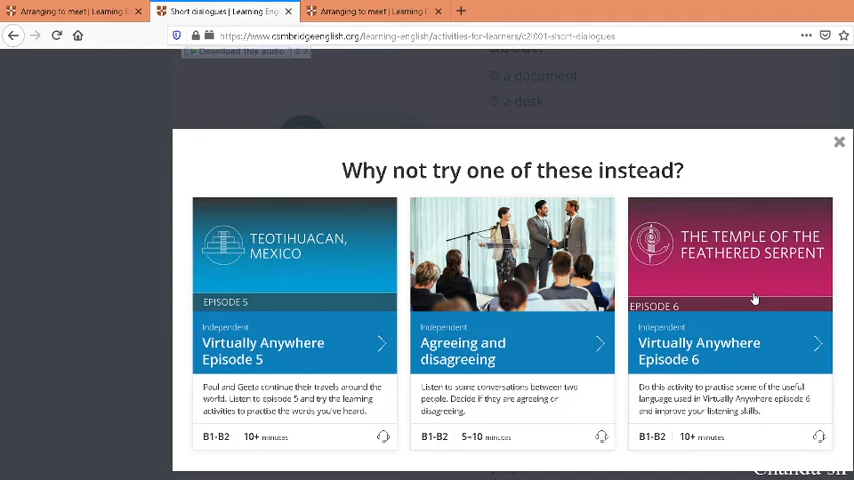 Arranging to meet | Learning E
Short dialogues | Learning Eng
Arranging to meet | Learning E
https://www.cambridgeenglish.org/learning-english/activities-for-learners/c2l001-short-dialogues
Download this audio
about?
a document
a desk
Why not try one of these instead?
TEOTIHUACAN,
MEXICO
EPISODE 5
Independent
Virtually Anywhere
Episode 5
Paul and Geeta continue their travels around the
world. Listen to episode 5 and try the learning
activities to practise the words you've heard.
B1-B2 10+ minutes
Independent
Agreeing and
disagreeing
Listen to some conversations between two
people. Decide if they are agreeing or
disagreeing.
B1-B2 5–10 minutes
THE TEMPLE OF THE
FEATHERED SERPENT
EPISODE 6
Independent
Virtually Anywhere
Episode 6
Do this activity to practise some of the useful
language used in Virtually Anywhere episode 6
and improve your listening skills.
B1-B2 10+ minutes